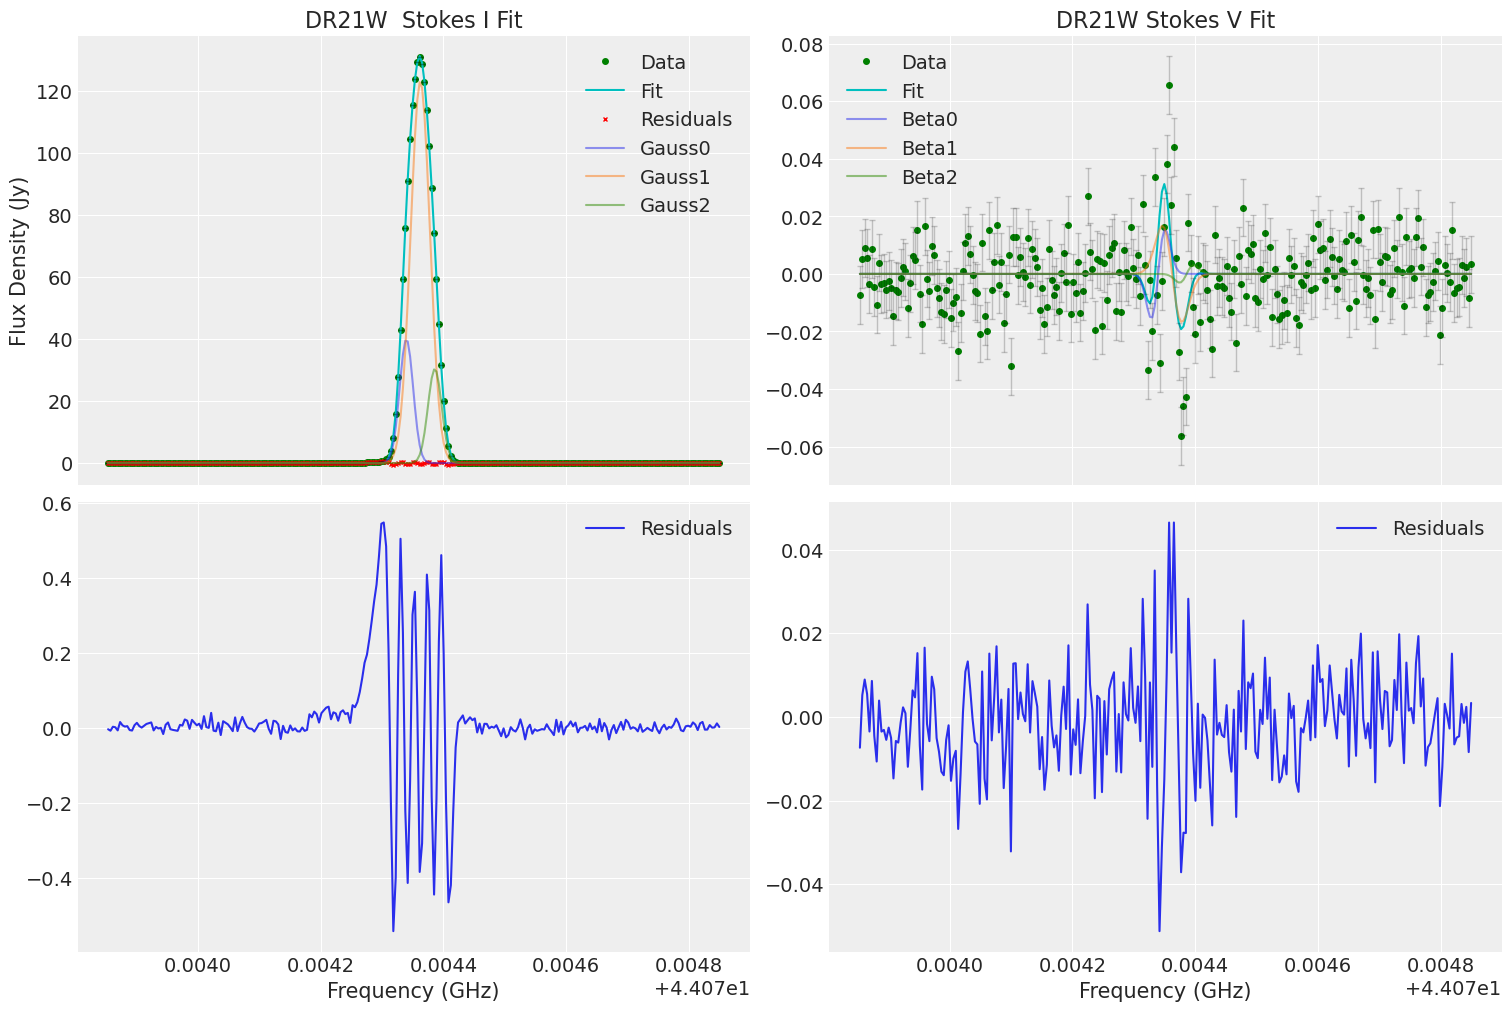 DR21W  Stokes I Fit
Flux Density (Jy)
120
100
80
60
40
20
0
Data
Fit
Residuals
Gauss0
Gauss1
Gauss2
DR21W Stokes V Fit
0.08
0.06
0.04
0.02
0.00
−0.02
−0.04
−0.06
Data
Fit
Beta0
Beta1
Beta2
0.6
0.4
0.2
0.0
−0.2
−0.4
Residuals
0.0040
0.0042
0.0044
0.0046
0.0048
Frequency (GHz)
+4.407e1
0.04
0.02
0.00
−0.02
−0.04
Residuals
0.0040
0.0042
0.0044
0.0046
0.0048
Frequency (GHz)
+4.407e1